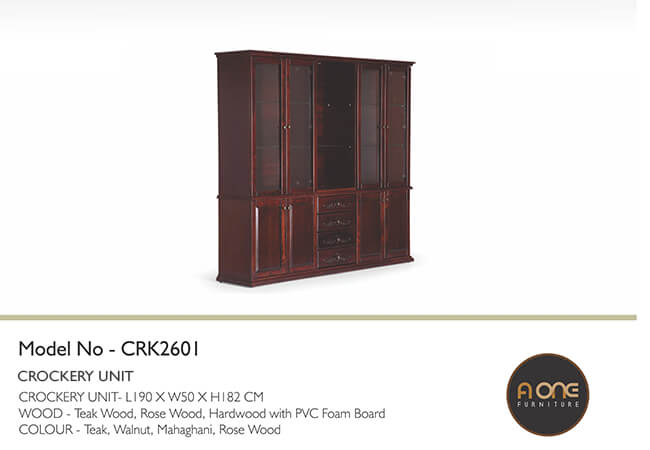 Model No - CRK2601
CROCKERY UNIT
CROCKERY UNIT- L190 X W50 X H182 CM
WOOD - Teak Wood, Rose Wood, Hardwood with PVC Foam Board
COLOUR - Teak, Walnut, Mahaghani, Rose Wood
A ONE
FURNITURE